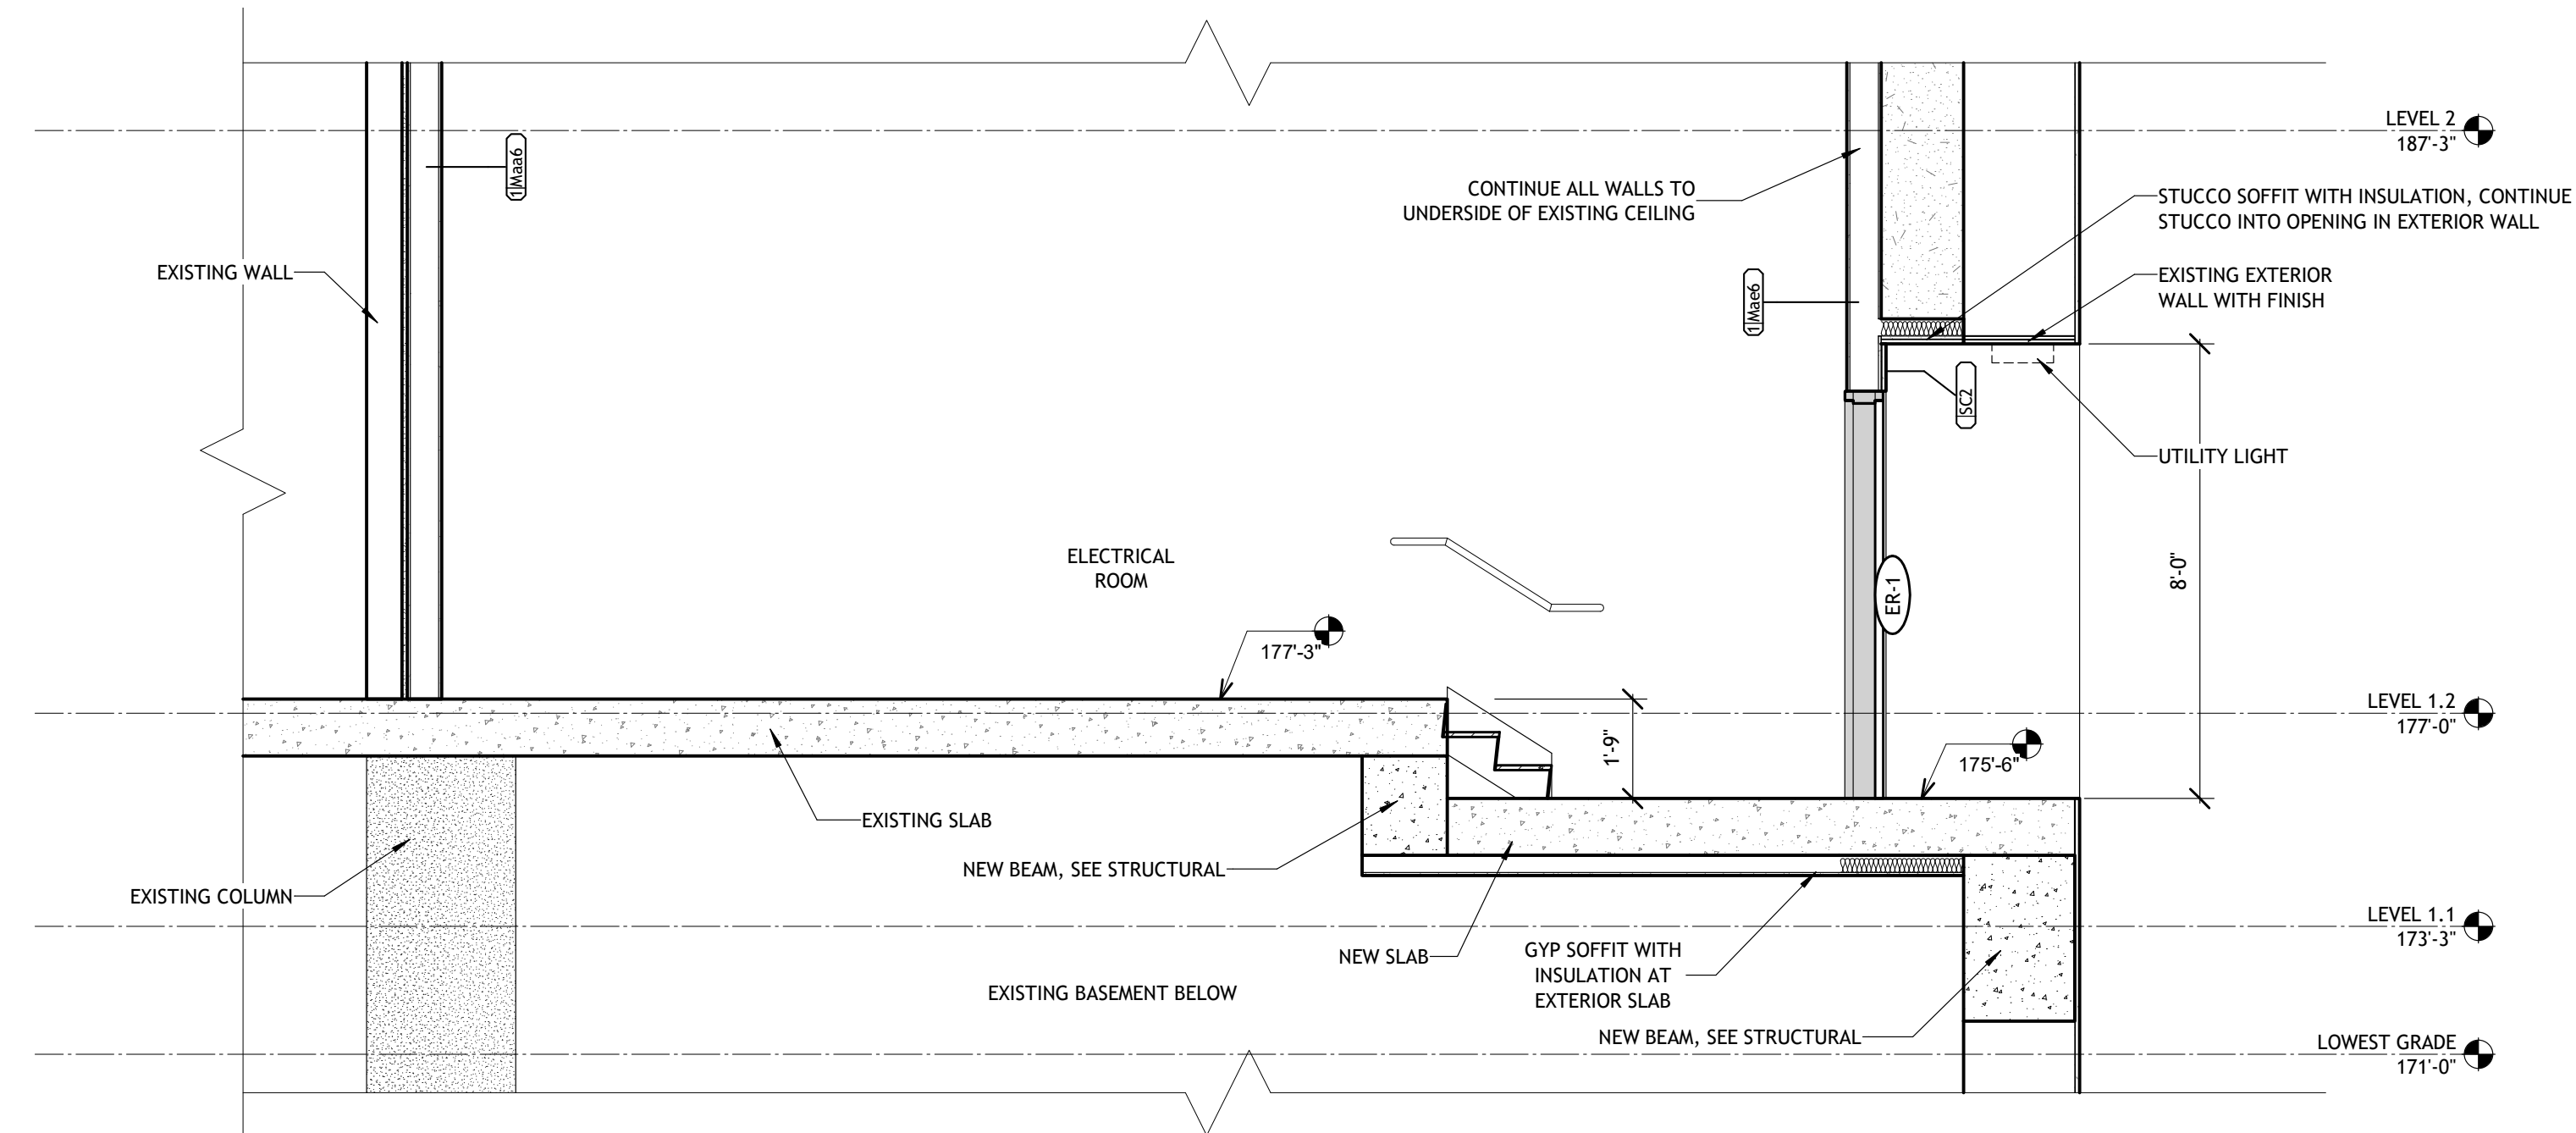 LEVEL 2
187'-3"
1 Maa6
CONTINUE ALL WALLS TO
UNDERSIDE OF EXISTING CEILING
STUCCO SOFFIT WITH INSULATION, CONTINUE
STUCCO INTO OPENING IN EXTERIOR WALL
EXISTING WALL
EXISTING EXTERIOR
WALL WITH FINISH
1 Mae6
SC2
UTILITY LIGHT
ELECTRICAL
ROOM
ER-1
8'-0"
177'-3"
LEVEL 1.2
177'-0"
1'-9"
175'-6"
EXISTING SLAB
NEW BEAM, SEE STRUCTURAL
EXISTING COLUMN
LEVEL 1.1
173'-3"
NEW SLAB
GYP SOFFIT WITH
INSULATION AT
EXTERIOR SLAB
EXISTING BASEMENT BELOW
NEW BEAM, SEE STRUCTURAL
LOWEST GRADE
171'-0"